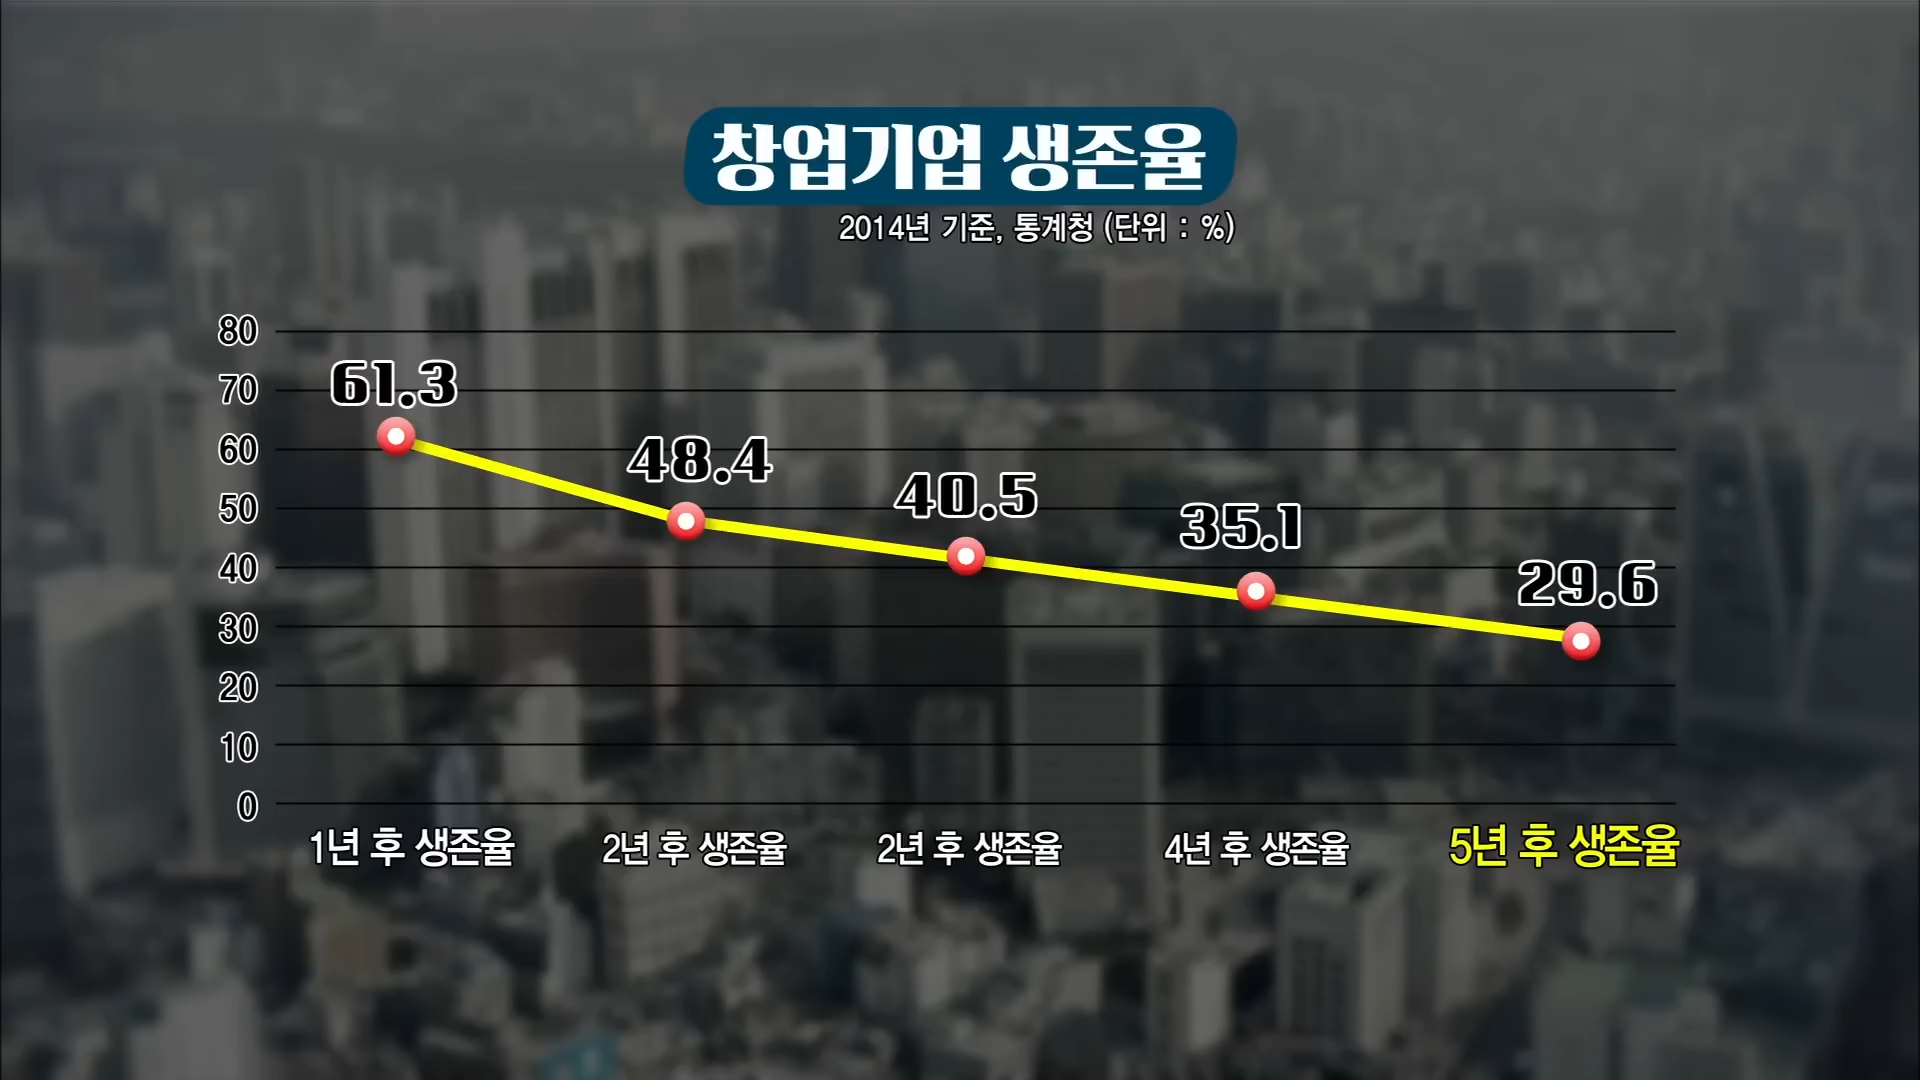 창업기업 생존율
2014년 기준, 통계청 (단위 : %)
80
70
60
50
40
30
20
10
0
61.3
48.4
40.5
35.1
29.6
1년 후 생존율
2년 후 생존율
2년 후 생존율
4년 후 생존율
5년 후 생존율